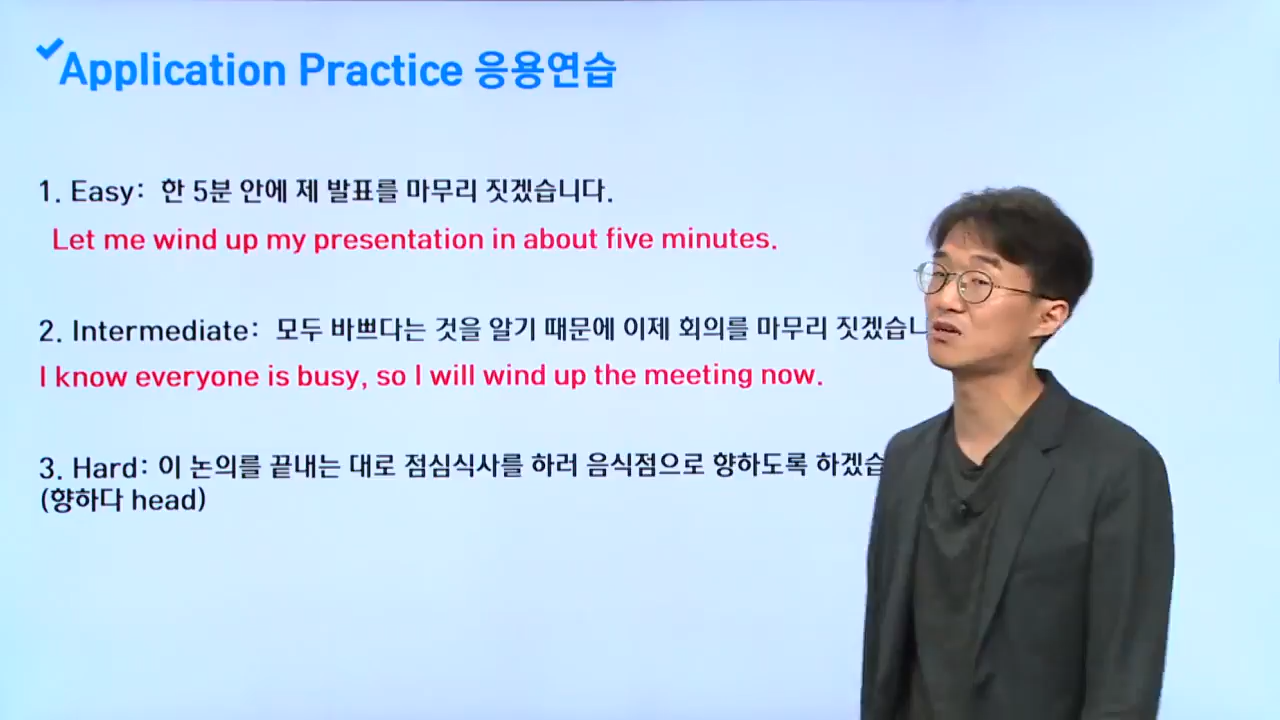 Application Practice 응용연습
1. Easy: 한 5분 안에 제 발표를 마무리 짓겠습니다.
Let me wind up my presentation in about five minutes.
2. Intermediate: 모두 바쁘다는 것을 알기 때문에 이제 회의를 마무리 짓겠습니
I know everyone is busy, so I will wind up the meeting now.
3. Hard: 이 논의를 끝내는 대로 점심식사를 하러 음식점으로 향하도록 하겠습
(향하다 head)